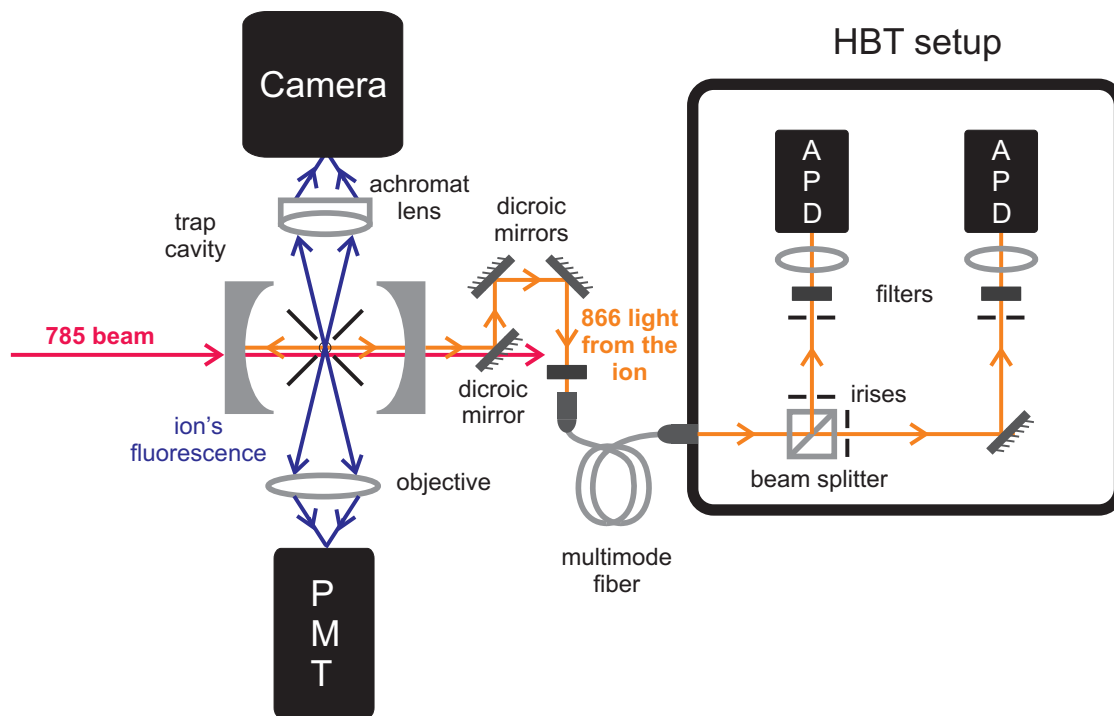 HBT setup
Camera
A
P
D
A
P
D
achromat
lens
dicroic
mirrors
trap
cavity
filters
785 beam
866 light
from the
ion
dicroic
mirror
irises
ion's
fluorescence
beam splitter
objective
multimode
fiber
P
M
T